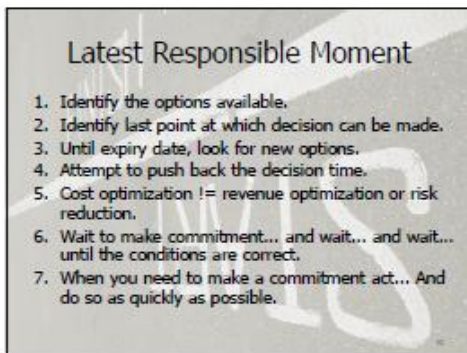 Latest Responsible Moment
1. Identify the options available.
2. Identify last point at which decision can be made.
3. Until expiry date, look for new options.
4. Attempt to push back the decision time.
5. Cost optimization != revenue optimization or risk
reduction.
6. Wait to make commitment... and wait... and wait...
until the conditions are correct.
7. When you need to make a commitment act... And
do so as quickly as possible.